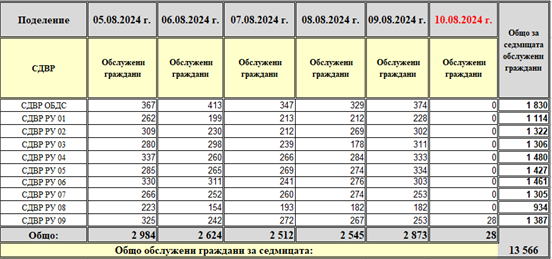 Поделение 05.08.2024 г. 06.08.2024 г. 07.08.2024 г. 08.08.2024 г. 09.08.2024 г. 10.08.2024 г. Общо за седмицата обслужени граждани
СДВР Обслужени граждани Обслужени граждани Обслужени граждани Обслужени граждани Обслужени граждани Обслужени граждани
СДВР ОБДС 367 413 347 329 374 0 1 830
СДВР РУ 01 262 199 213 212 228 0 1 114
СДВР РУ 02 309 230 212 269 302 0 1 322
СДВР РУ 03 280 298 239 178 311 0 1 306
СДВР РУ 04 337 260 266 284 333 0 1 480
СДВР РУ 05 285 265 269 274 334 0 1 427
СДВР РУ 06 330 311 241 276 303 0 1 461
СДВР РУ 07 266 252 260 274 253 0 1 305
СДВР РУ 08 223 154 193 182 182 0 934
СДВР РУ 09 325 242 272 267 253 28 1 387
Общо: 2 984 2 624 2 512 2 545 2 873 28
Общо обслужени граждани за седмицата: 13 566